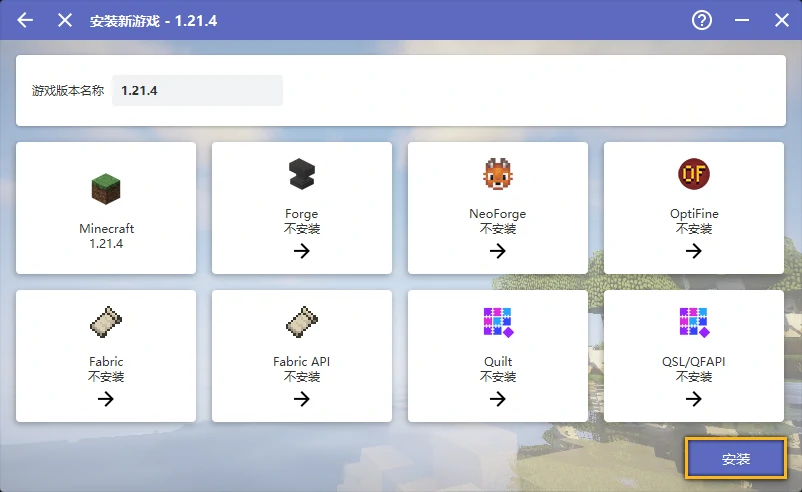 安装新游戏 - 1.21.4
游戏版本名称
1.21.4
Minecraft
1.21.4
Forge
不安装
NeoForge
不安装
OF
OptiFine
不安装
Fabric
不安装
Fabric API
不安装
Quilt
不安装
QSL/QFAPI
不安装
安装